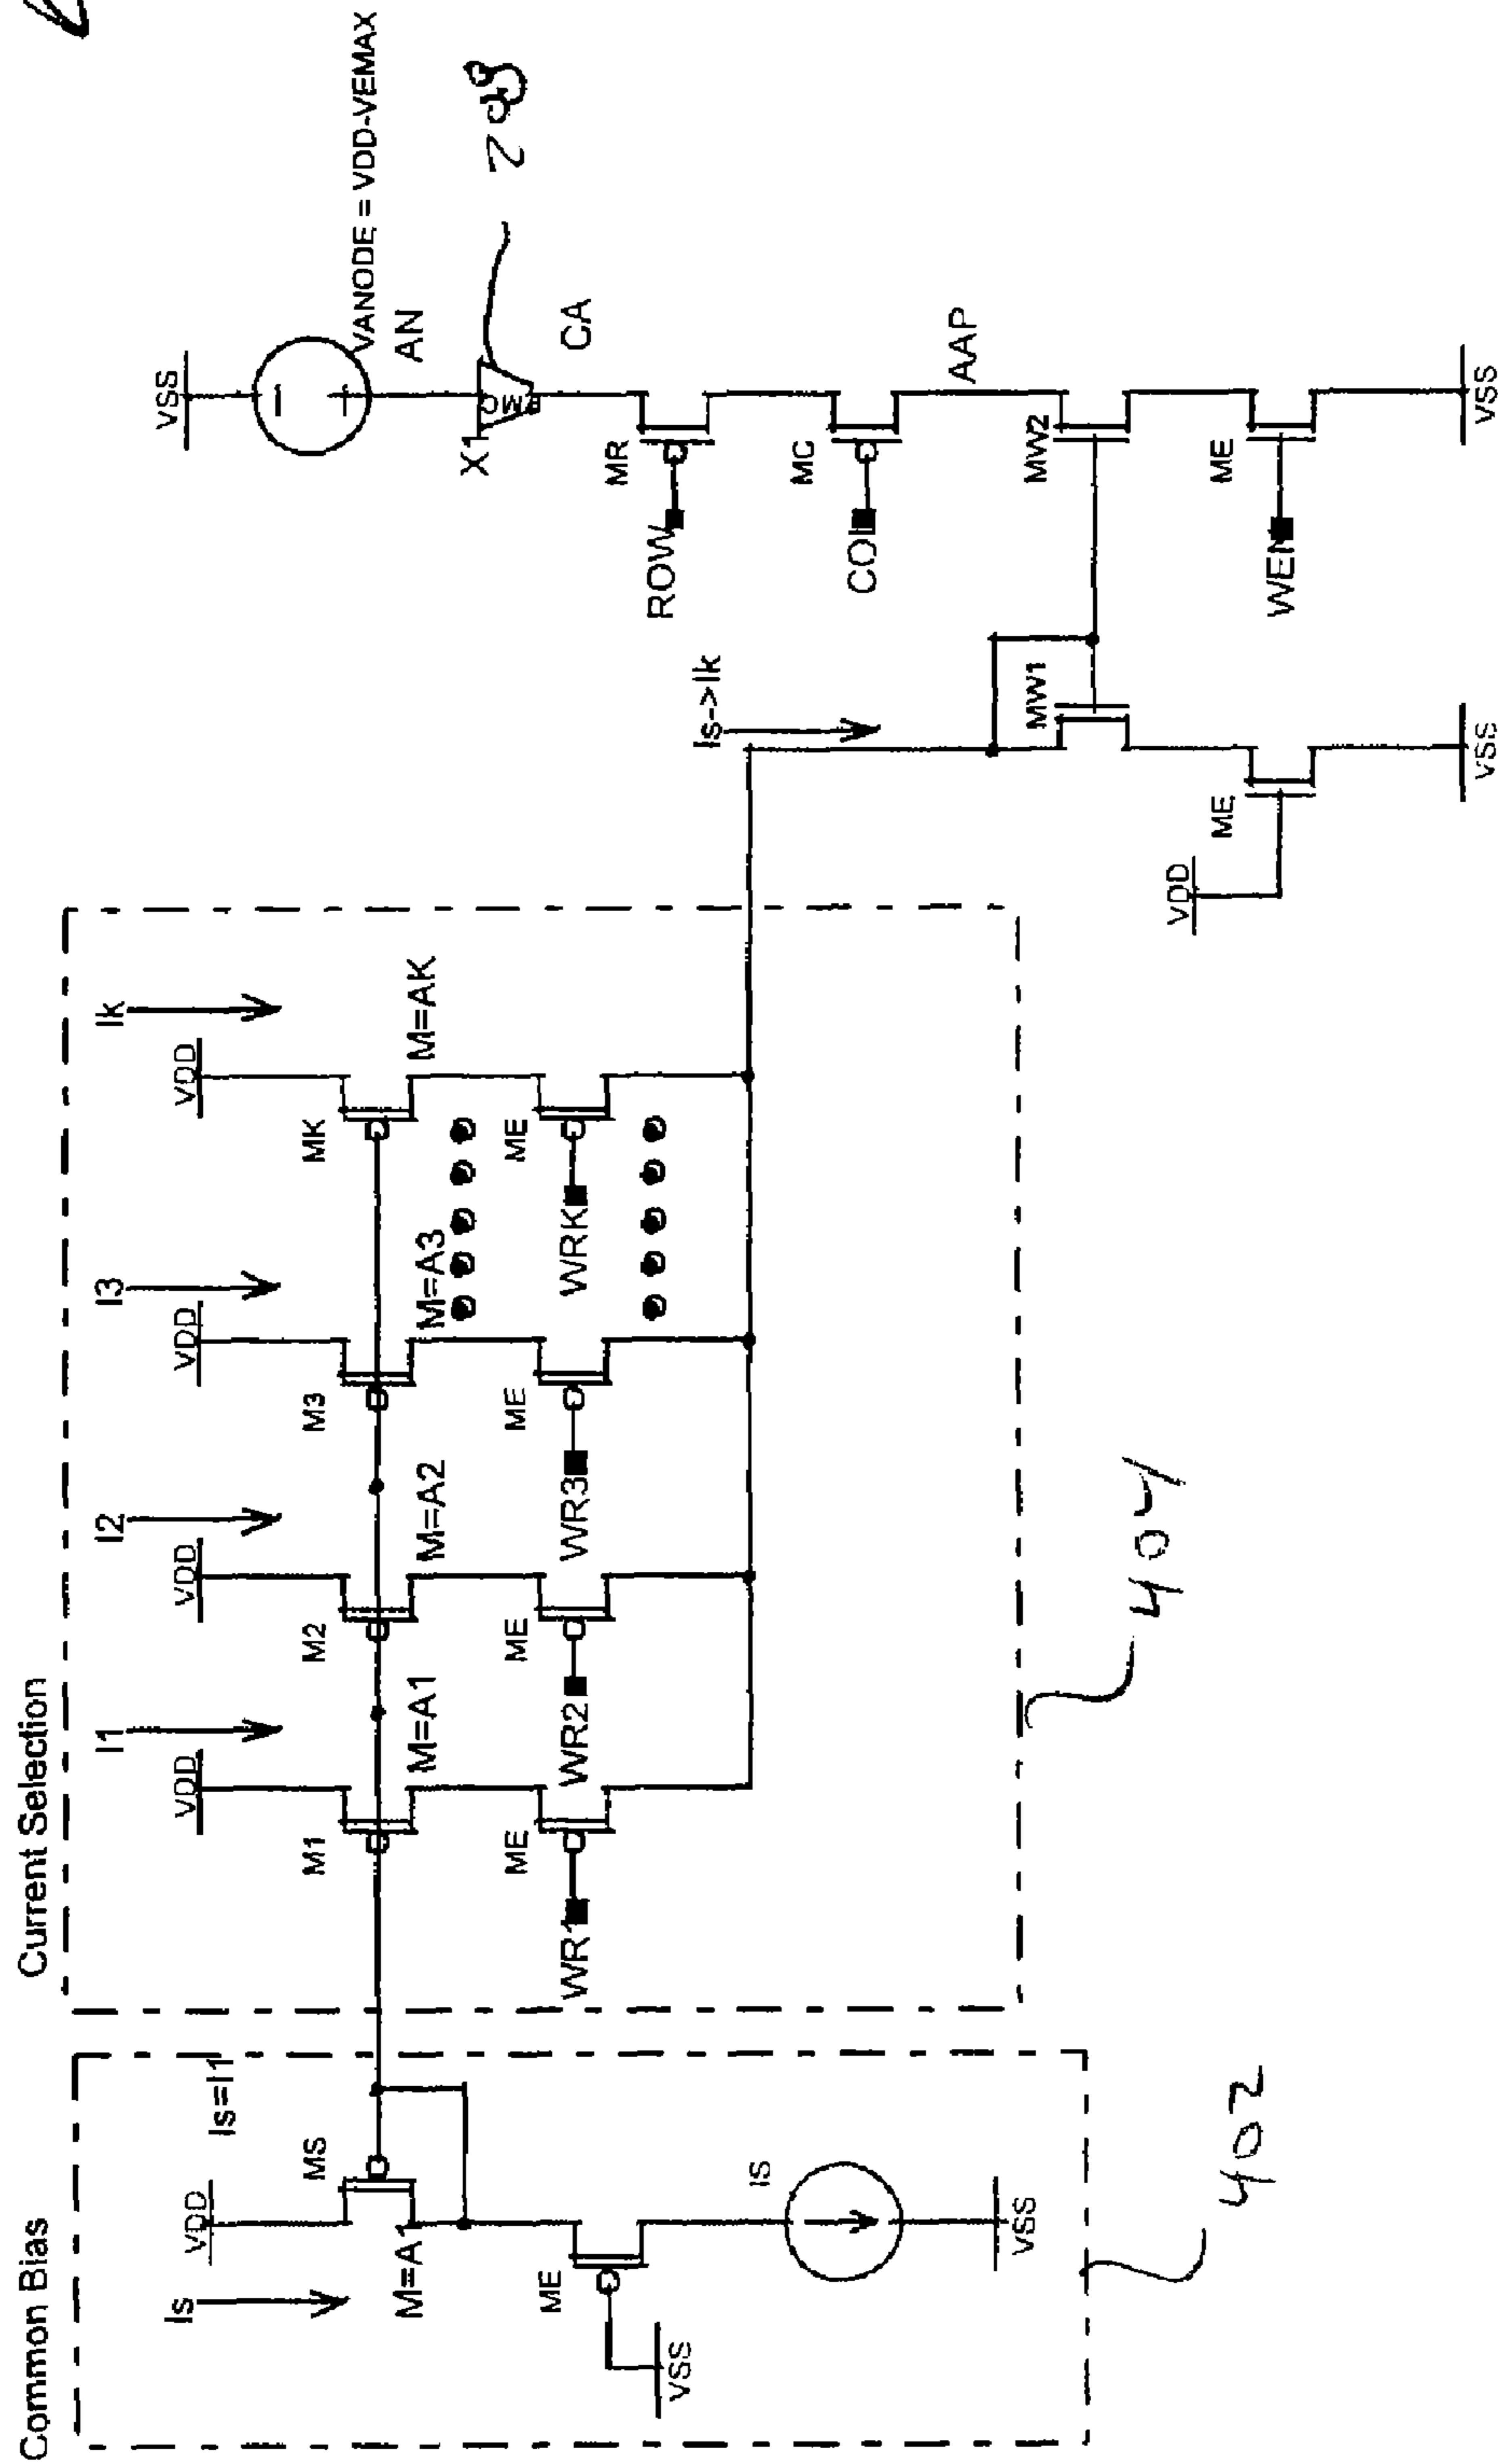 Common Bias
Is
VDD
MS
Is=I1
M=A1
ME
VSS
IS
VSS
402
Current Selection
I1
I2
I3
Ik
VDD
VDD
VDD
VDD
M1
M2
M3
MK
M=A1
M=A2
M=A3
M=AK
ME
ME
ME
ME
WR1
WR2
WR3
WRK
404
Is->Ik
MW1
VDD
ME
VSS
VSS
VANODE = VDD-VEMAX
AN
X1
208
CA
MR
ROW
MC
COL
AAP
MW2
ME
WEN
VSS